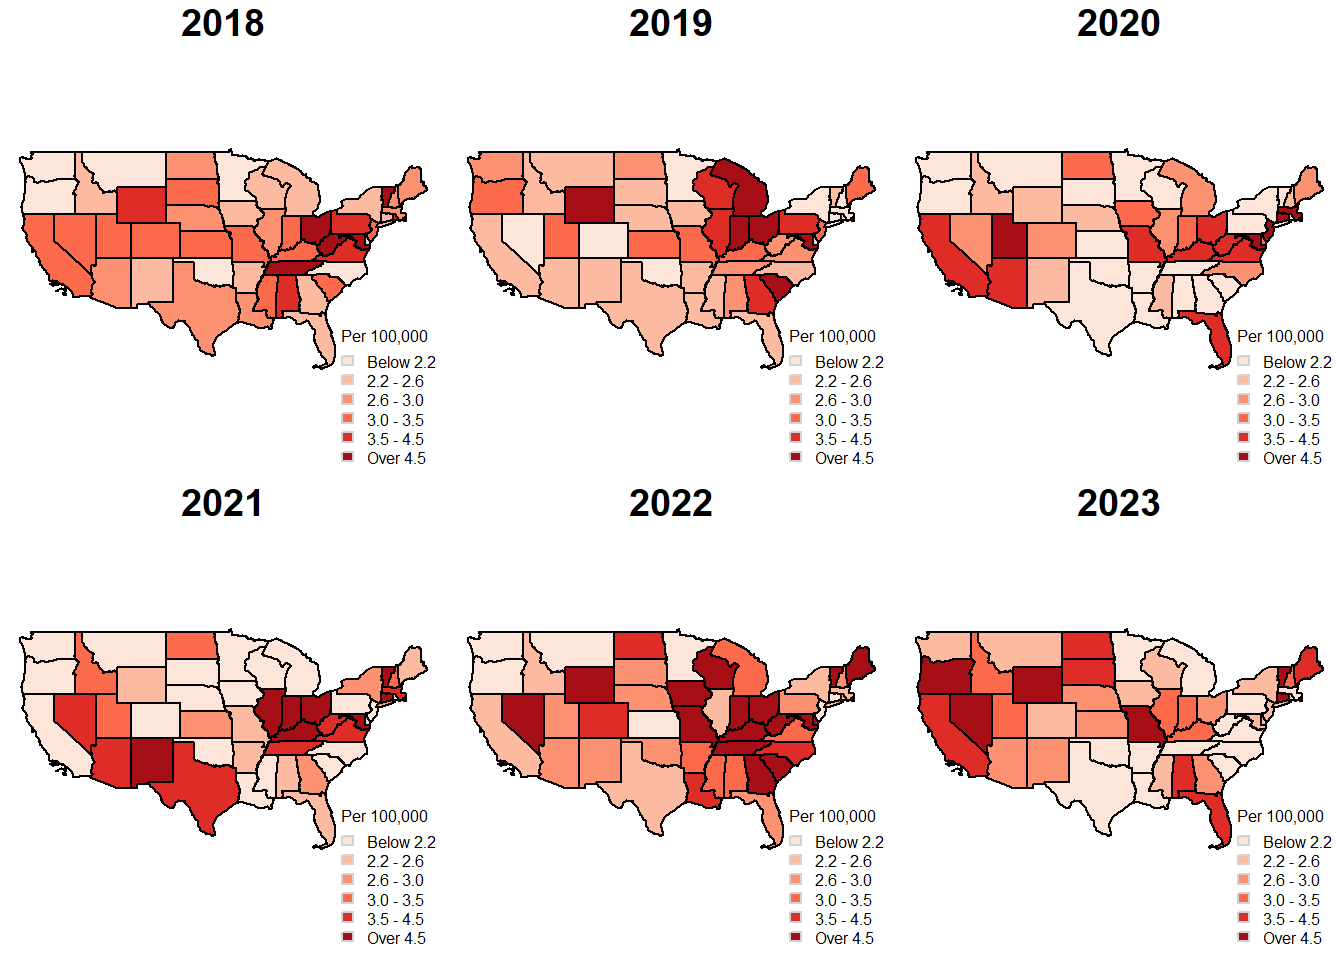 2018
2019
2020
Per 100,000
Below 2.2
2.2 - 2.6
2.6 - 3.0
3.0 - 3.5
3.5 - 4.5
Over 4.5
Per 100,000
Below 2.2
2.2 - 2.6
2.6 - 3.0
3.0 - 3.5
3.5 - 4.5
Over 4.5
Per 100,000
Below 2.2
2.2 - 2.6
2.6 - 3.0
3.0 - 3.5
3.5 - 4.5
Over 4.5
2021
2022
2023
Per 100,000
Below 2.2
2.2 - 2.6
2.6 - 3.0
3.0 - 3.5
3.5 - 4.5
Over 4.5
Per 100,000
Below 2.2
2.2 - 2.6
2.6 - 3.0
3.0 - 3.5
3.5 - 4.5
Over 4.5
Per 100,000
Below 2.2
2.2 - 2.6
2.6 - 3.0
3.0 - 3.5
3.5 - 4.5
Over 4.5